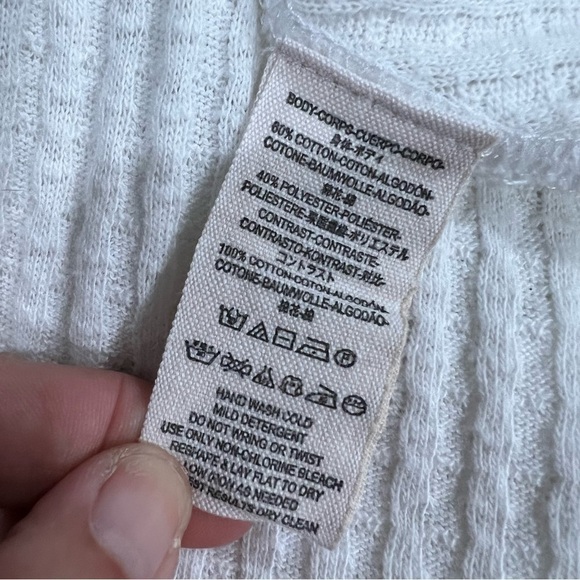 BODY-CORPS-CUERPO-CORPO-
身体-ボディ
60% COTTON-COTON-ALGODÓN-
COTONE-BAUMWOLLE-ALGODÃO-
棉花-綿
40% POLYESTER-POLIÉSTER-
POLIESTERE-聚酯纖維-ポリエステル
CONTRAST-CONTRASTE-
CONTRASTO-KONTRAST-对比-
コントラスト
100% COTTON-COTON-ALGODÓN-
COTONE-BAUMWOLLE-ALGODÃO-
棉花-綿
HAND WASH COLD
MILD DETERGENT
DO NOT WRING OR TWIST
USE ONLY NON-CHLORINE BLEACH
RESHAPE & LAY FLAT TO DRY
LOW IRON AS NEEDED
EST RESULTS DRY CLEAN